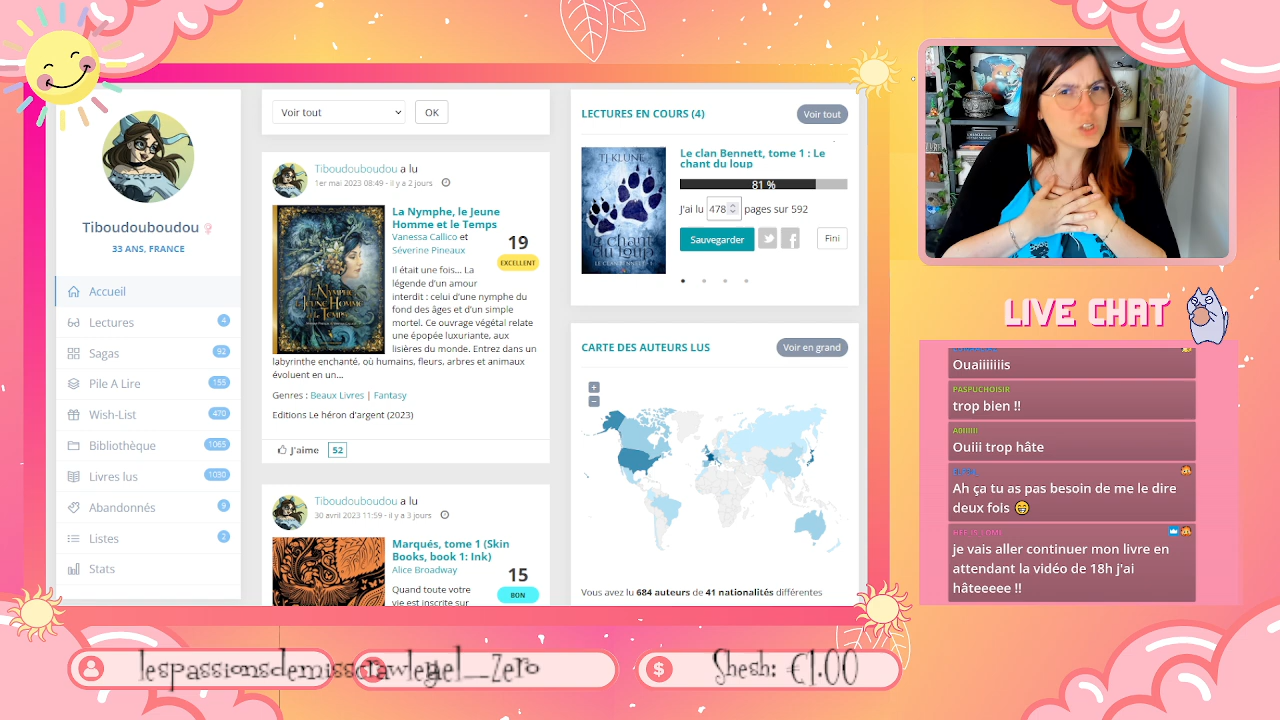 Tiboudouboudou
33 ANS, FRANCE
Accueil
Lectures 4
Sagas 92
Pile A Lire 155
Wish-List 470
Bibliothèque 1065
Livres lus 1030
Abandonnés 9
Listes 2
Stats
Voir tout
OK
Tiboudouboudou a lu
1er mai 2023 08:49 - il y a 2 jours
La Nymphe, le Jeune
Homme et le Temps
Vanessa Callico et
Séverine Pineaux
19
EXCELLENT
Il était une fois... La
légende d'un amour
interdit : celui d'une nymphe du
fond des âges et d'un simple
mortel. Ce ouvrage végétal relate
une épopée luxuriante, aux
lisières du monde. Entrez dans un
labyrinthe enchanté, où humains, fleurs, arbres et animaux
évoluent en un...
Genres : Beaux Livres | Fantasy
Editions Le héron d'argent (2023)
J'aime 52
Tiboudouboudou a lu
30 avril 2023 11:59 - il y a 3 jours
Marqués, tome 1 (Skin
Books, book 1: Ink)
Alice Broadway
15
BON
Quand toute votre
vie est inscrite sur
LECTURES EN COURS (4)
Voir tout
TJ KLUNE
Le chant
du Loup
LE CLAN BENNETT
Le clan Bennett, tome 1 : Le
chant du loup
81 %
J'ai lu 478 pages sur 592
Sauvegarder
Fini
CARTE DES AUTEURS LUS
Voir en grand
+
−
Vous avez lu 684 auteurs de 41 nationalités différentes
LIVE CHAT
Ouaiiiiiiis
PASPUCHOISIR
trop bien !!
Ouiii trop hâte
Ah ça tu as pas besoin de me le dire
deux fois 😁
je vais aller continuer mon livre en
attendant la vidéo de 18h j'ai
hâteeeee !!
lespassionsdemisscrawley
Zero
$
Shesh: €1.00